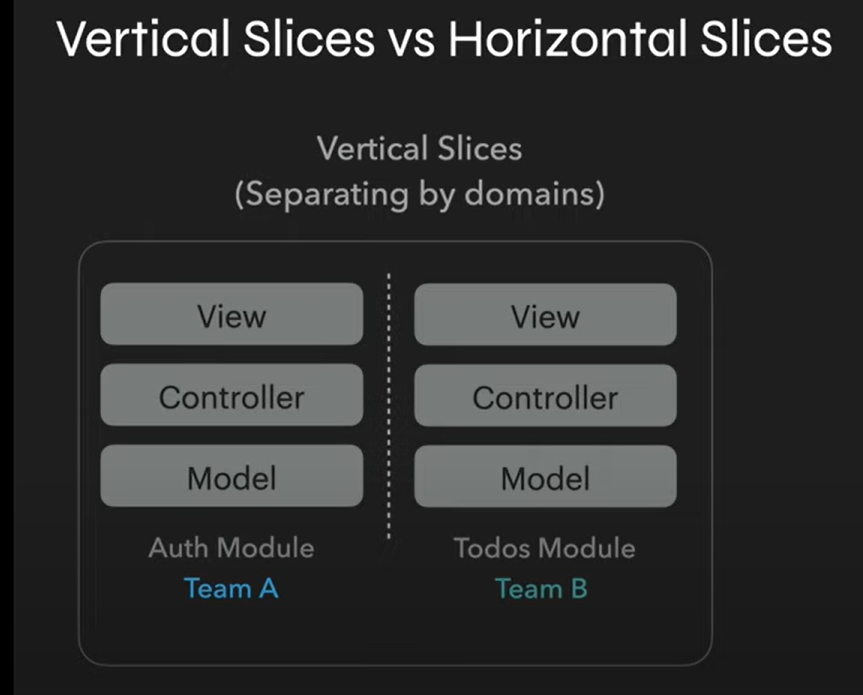 Vertical Slices vs Horizontal Slices
Vertical Slices
(Separating by domains)
View
Controller
Model
Auth Module
Team A
View
Controller
Model
Todos Module
Team B